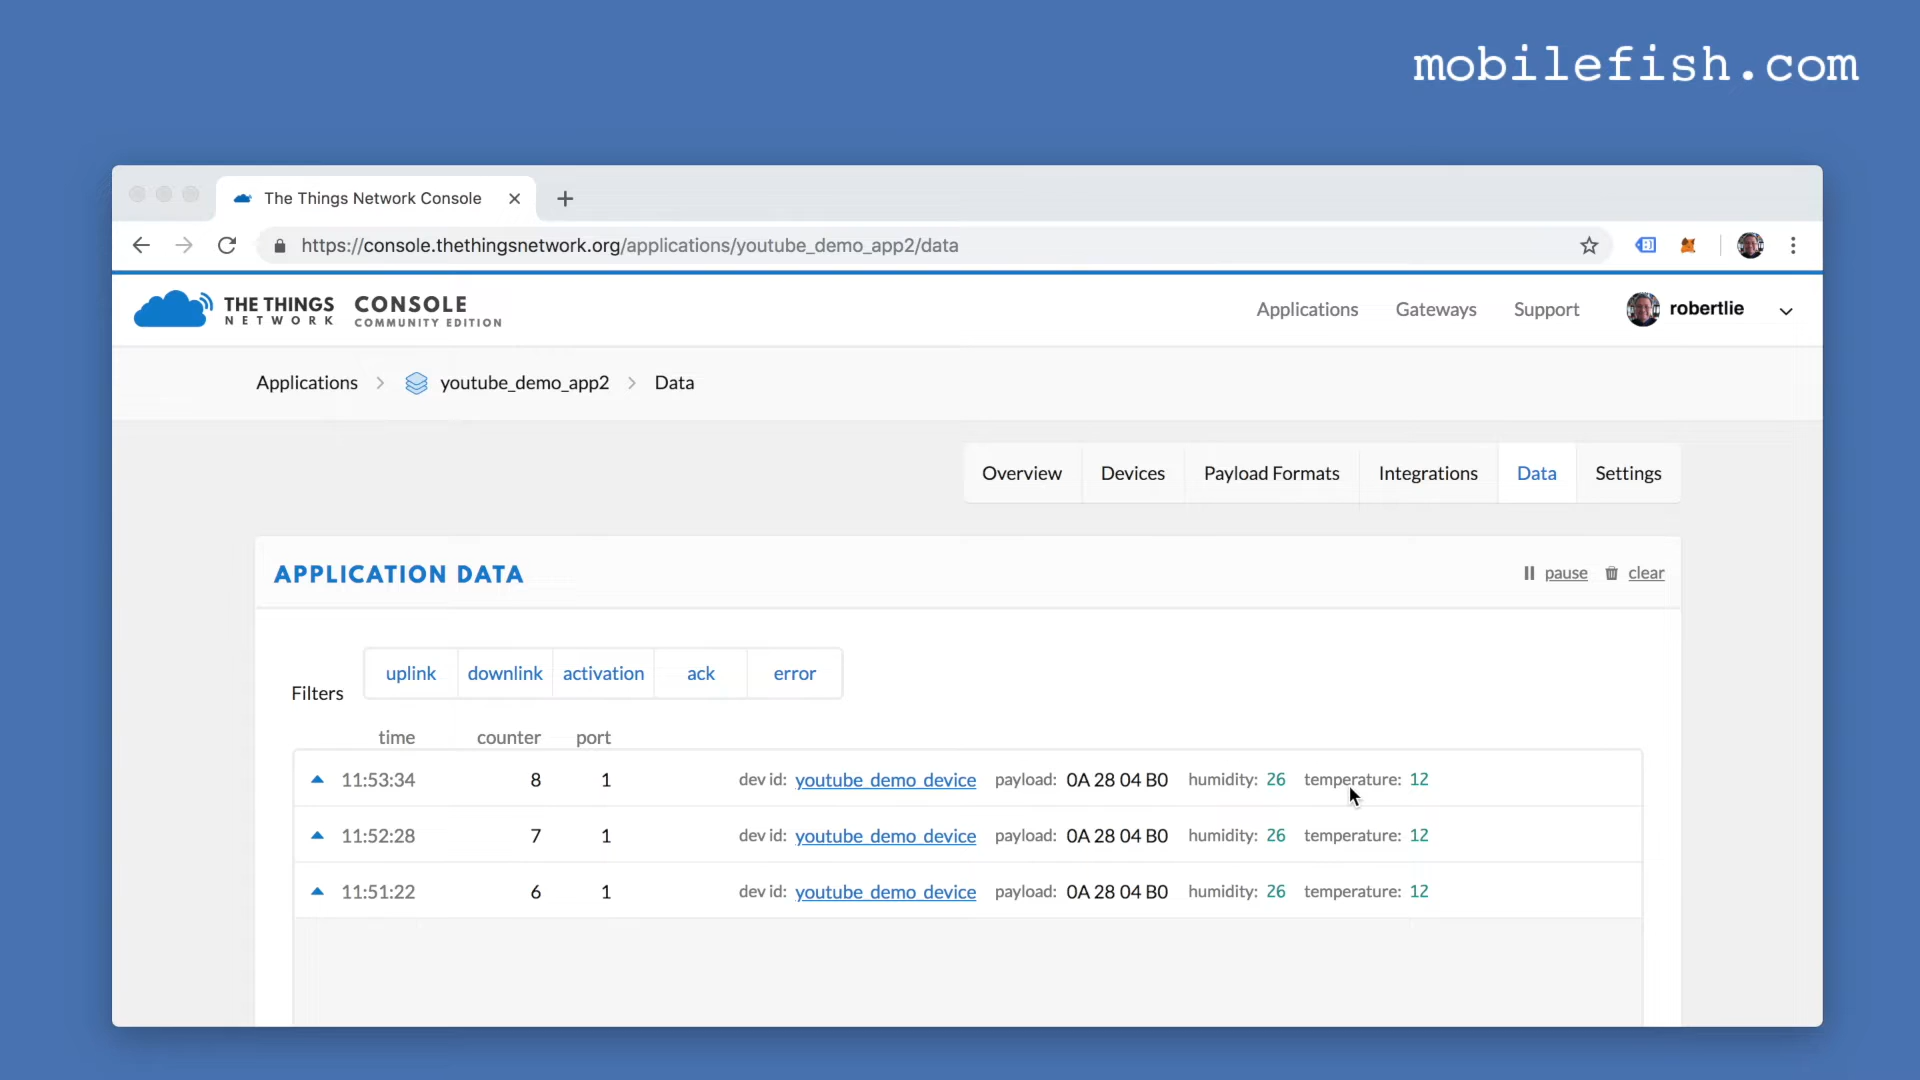 mobilefish.com
The Things Network Console
https://console.thethingsnetwork.org/applications/youtube_demo_app2/data
THE THINGS NETWORK CONSOLE COMMUNITY EDITION
Applications Gateways Support robertlie
Applications youtube_demo_app2 Data
Overview Devices Payload Formats Integrations Data Settings
APPLICATION DATA pause clear
Filters uplink downlink activation ack error
time counter port
11:53:34 8 1 dev id: youtube_demo_device payload: 0A 28 04 B0 humidity: 26 temperature: 12
11:52:28 7 1 dev id: youtube_demo_device payload: 0A 28 04 B0 humidity: 26 temperature: 12
11:51:22 6 1 dev id: youtube_demo_device payload: 0A 28 04 B0 humidity: 26 temperature: 12